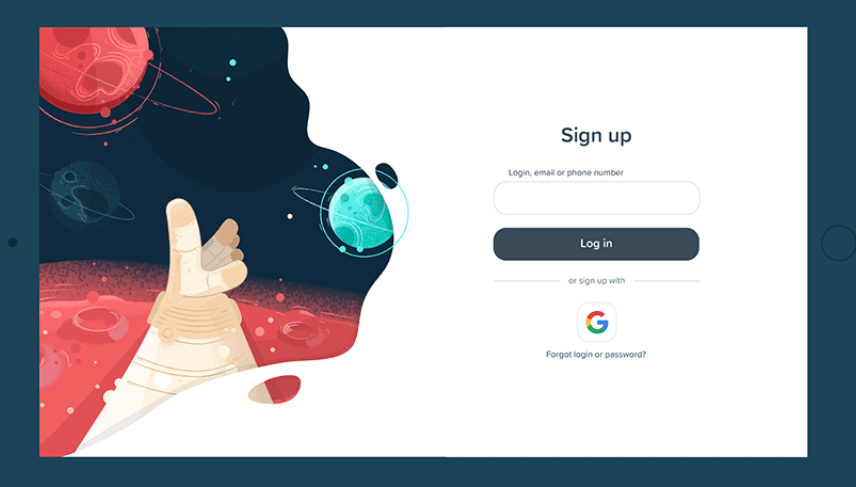 Sign up
Login, email or phone number
Log in
or sign up with
Forgot login or password?